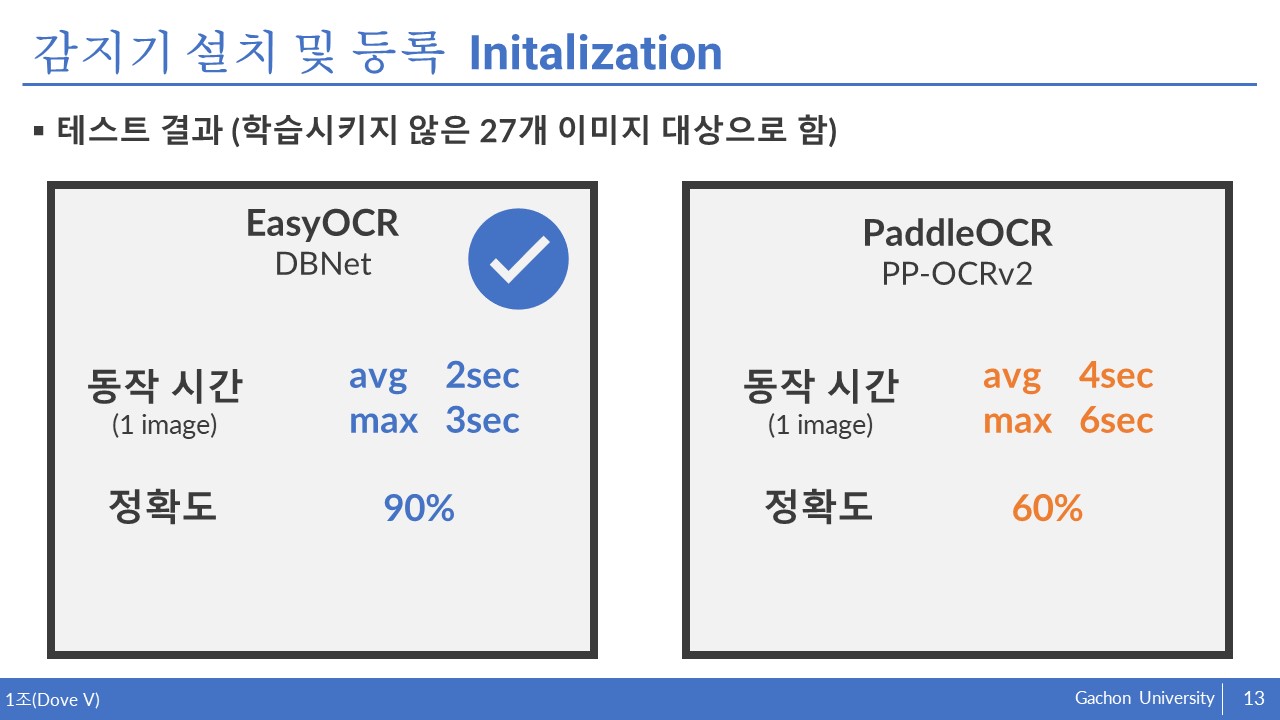 감지기 설치 및 등록 Initalization
▪ 테스트 결과 (학습시키지 않은 27개 이미지 대상으로 함)
EasyOCR
DBNet
동작 시간
(1 image)
avg 2sec
max 3sec
정확도
90%
PaddleOCR
PP-OCRv2
동작 시간
(1 image)
avg 4sec
max 6sec
정확도
60%
1조(Dove V)
Gachon University
13